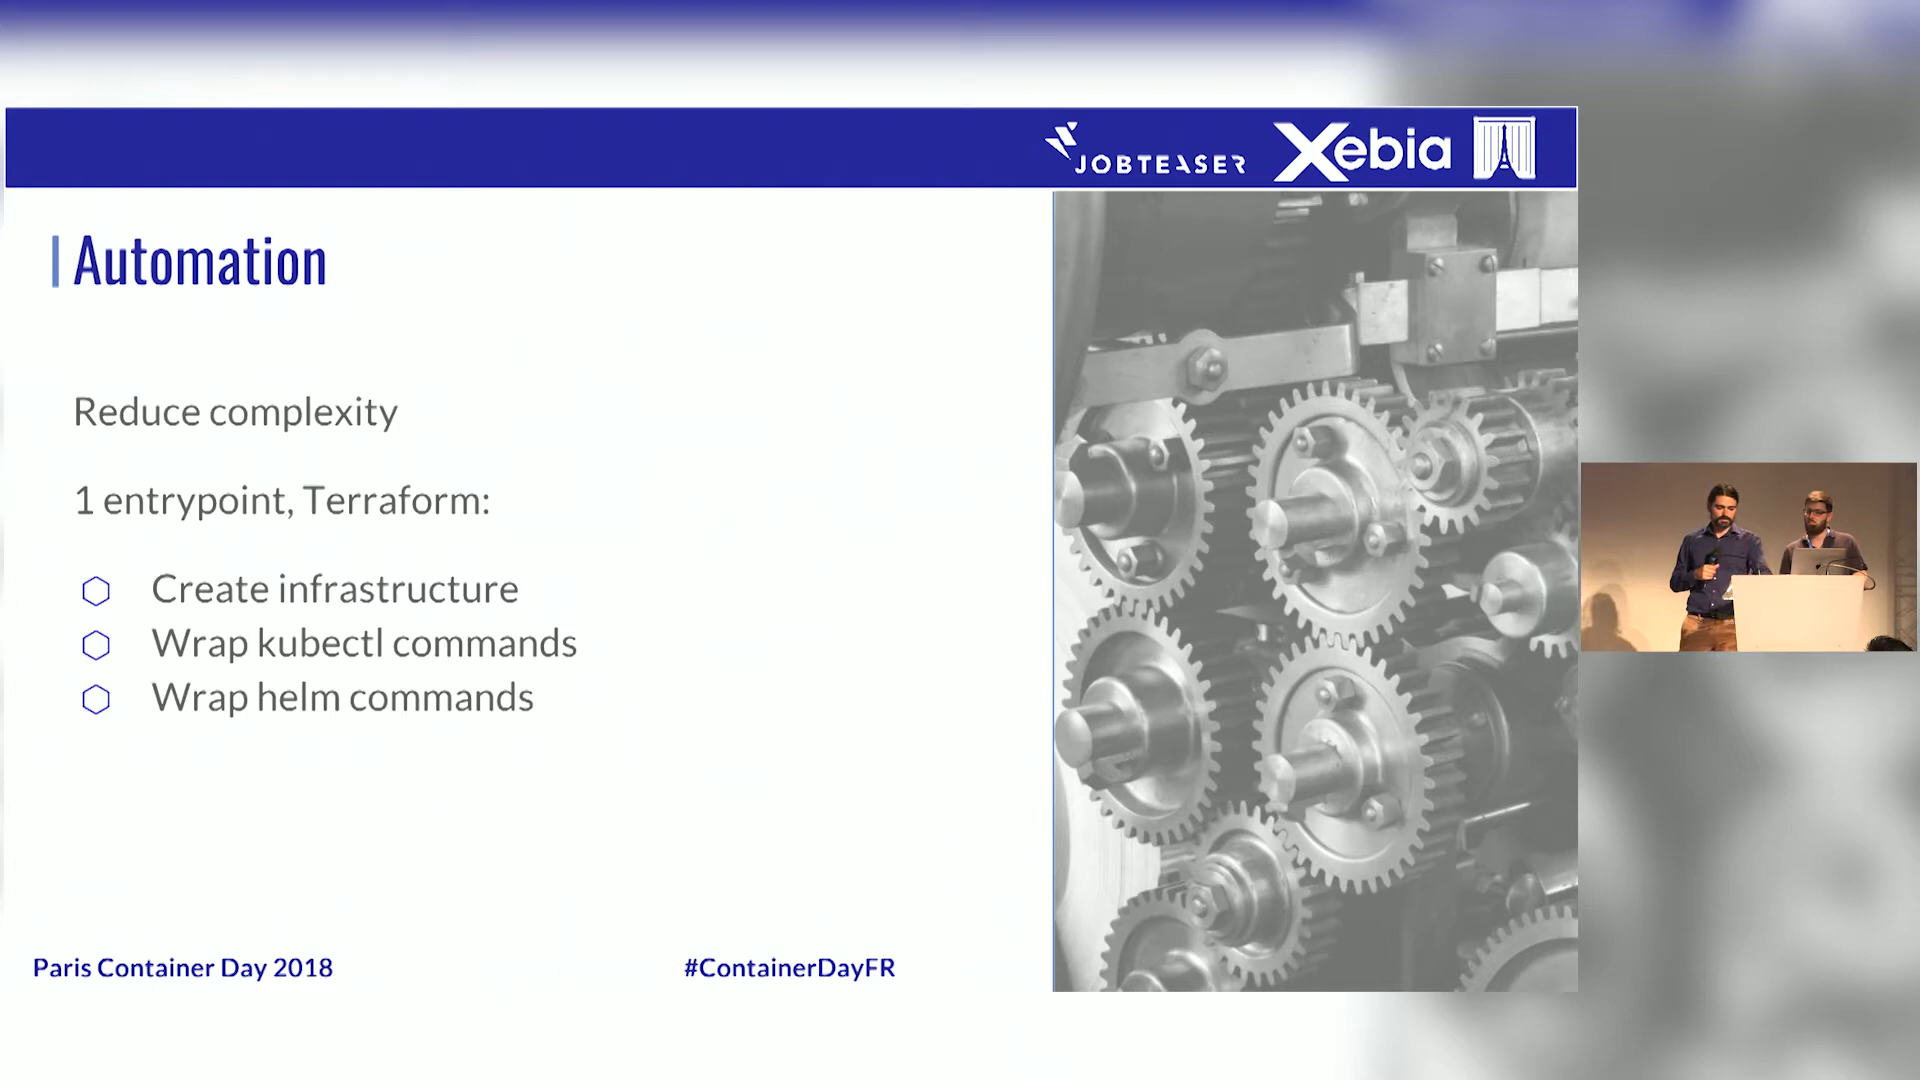 JOBTEASER
Xebia
Automation
Reduce complexity
1 entrypoint, Terraform:
Create infrastructure
Wrap kubectl commands
Wrap helm commands
Paris Container Day 2018
#ContainerDayFR